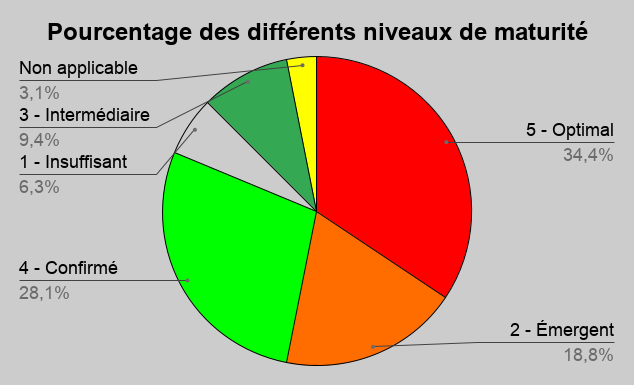 Pourcentage des différents niveaux de maturité
Non applicable
3,1%
3 - Intermédiaire
9,4%
1 - Insuffisant
6,3%
4 - Confirmé
28,1%
5 - Optimal
34,4%
2 - Émergent
18,8%